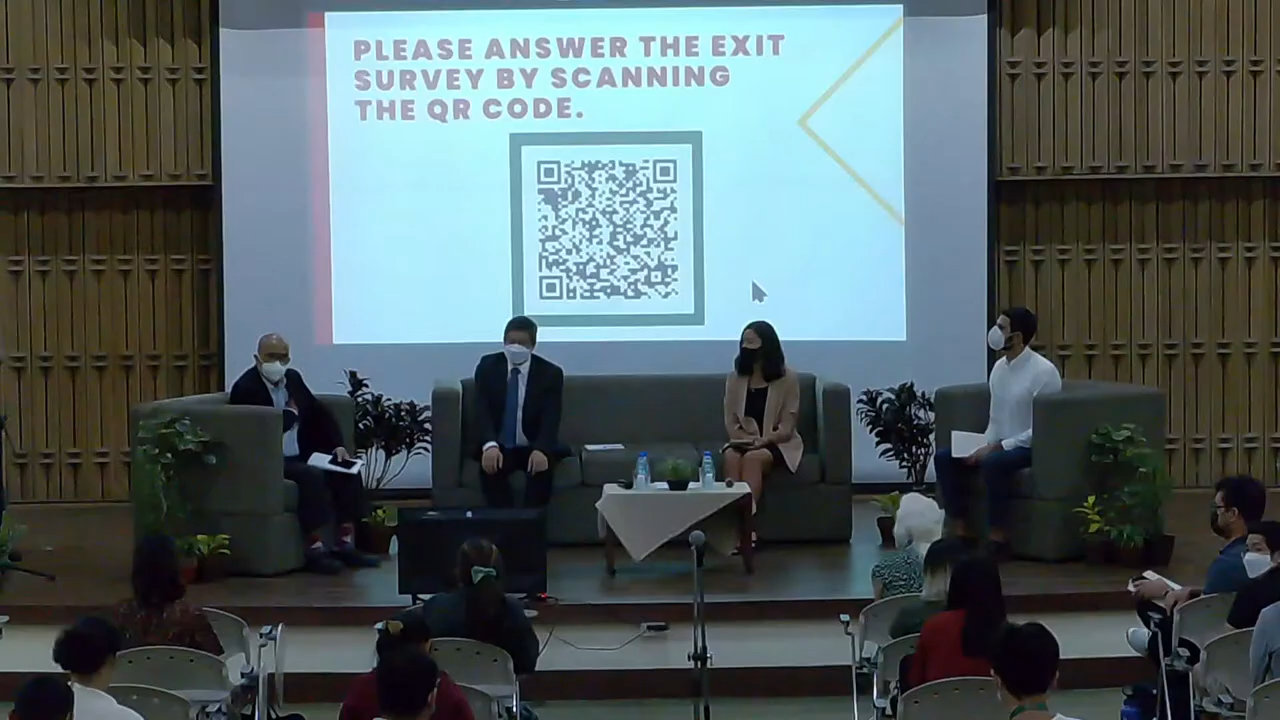 PLEASE ANSWER THE EXIT
SURVEY BY SCANNING
THE QR CODE.